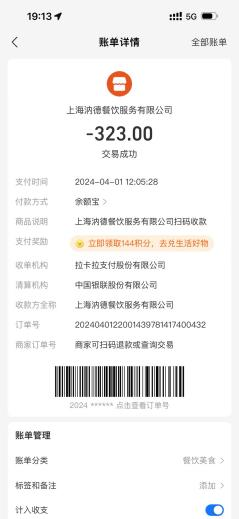 19:13
5G
账单详情
全部账单
上海汭德餐饮服务有限公司
-323.00
交易成功
支付时间 2024-04-01 12:05:28
付款方式 余额宝
商品说明 上海汭德餐饮服务有限公司扫码收款
支付奖励 立即领取144积分，去兑生活好物
收单机构 拉卡拉支付股份有限公司
清算机构 中国银联股份有限公司
收款方全称 上海汭德餐饮服务有限公司
订单号 2024040122001439781417400432
商家订单号 商家可扫码退款或查询交易
2024 ****** 点击查看订单号
账单管理
账单分类 餐饮美食
标签和备注 添加
计入收支